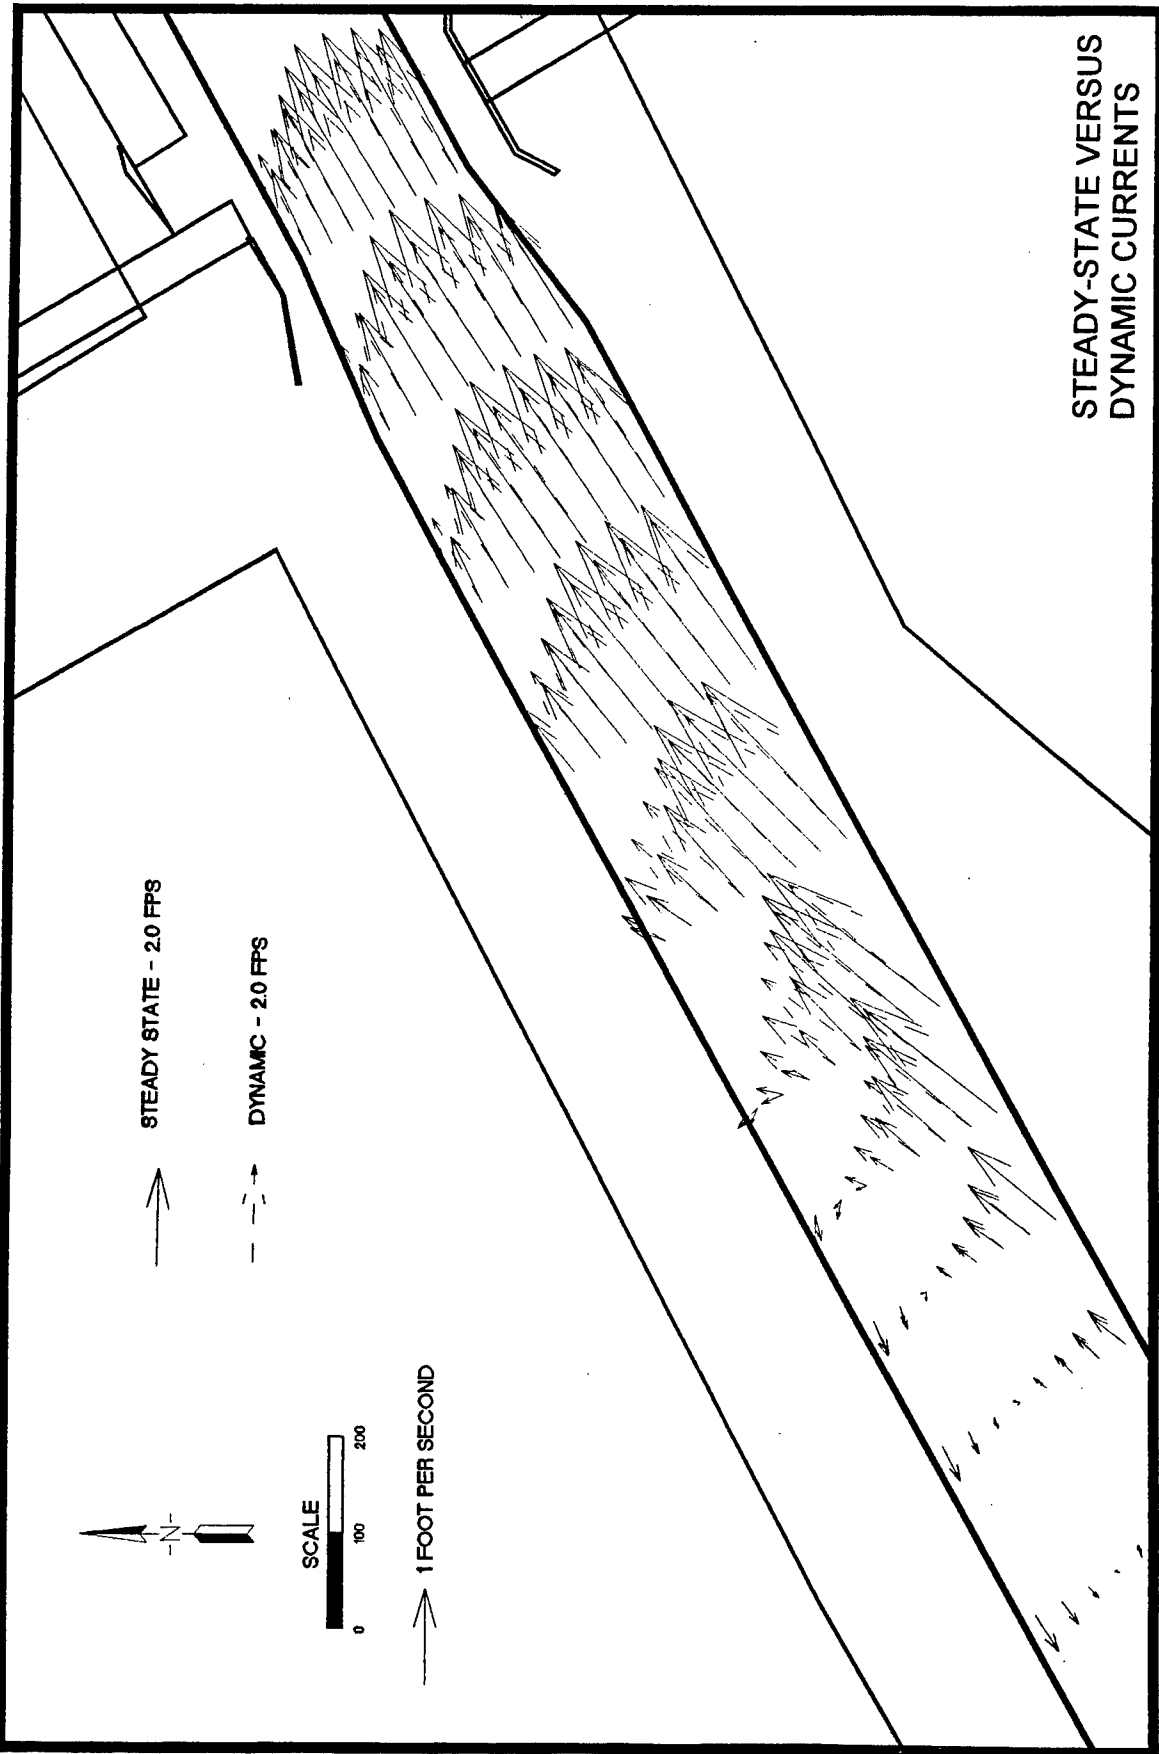 -N-
SCALE
0 100 200
1 FOOT PER SECOND
STEADY STATE - 2.0 FPS
DYNAMIC - 2.0 FPS
STEADY-STATE VERSUS
DYNAMIC CURRENTS